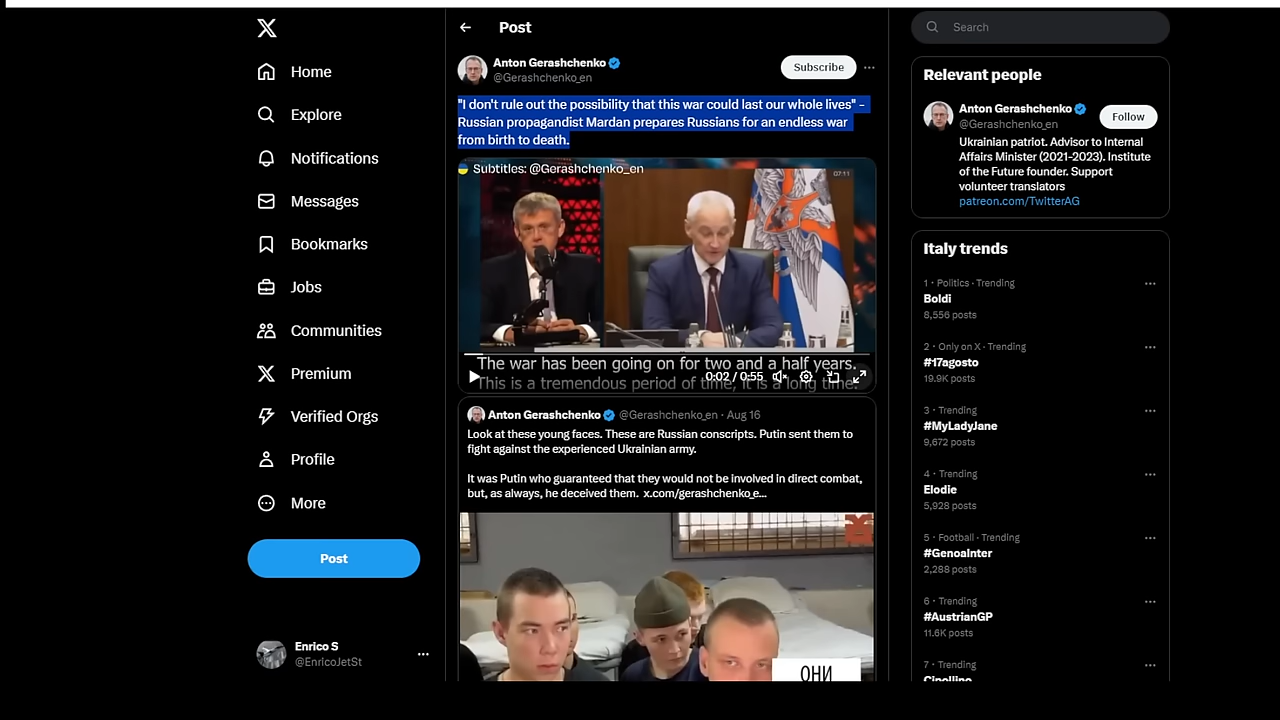 Home
Explore
Notifications
Messages
Bookmarks
Jobs
Communities
Premium
Verified Orgs
Profile
More
Post
Enrico S
@EnricoJetSt
Post
Anton Gerashchenko
@Gerashchenko_en
Subscribe
"I don't rule out the possibility that this war could last our whole lives" -
Russian propagandist Mardan prepares Russians for an endless war
from birth to death.
Subtitles: @Gerashchenko_en
07:11
The war has been going on for two and a half years.
This is a tremendous period of time, it is a long time.
0:02 / 0:55
Anton Gerashchenko @Gerashchenko_en · Aug 16
Look at these young faces. These are Russian conscripts. Putin sent them to
fight against the experienced Ukrainian army.
It was Putin who guaranteed that they would not be involved in direct combat,
but, as always, he deceived them. x.com/gerashchenko_e...
ОНИ
Search
Relevant people
Anton Gerashchenko
@Gerashchenko_en
Follow
Ukrainian patriot. Advisor to Internal
Affairs Minister (2021-2023). Institute
of the Future founder. Support
volunteer translators
patreon.com/TwitterAG
Italy trends
1 · Politics · Trending
Boldi
8,556 posts
2 · Only on X · Trending
#17agosto
19.9K posts
3 · Trending
#MyLadyJane
9,672 posts
4 · Trending
Elodie
5,928 posts
5 · Football · Trending
#GenoaInter
2,288 posts
6 · Trending
#AustrianGP
11.6K posts
7 · Trending
Cipollino